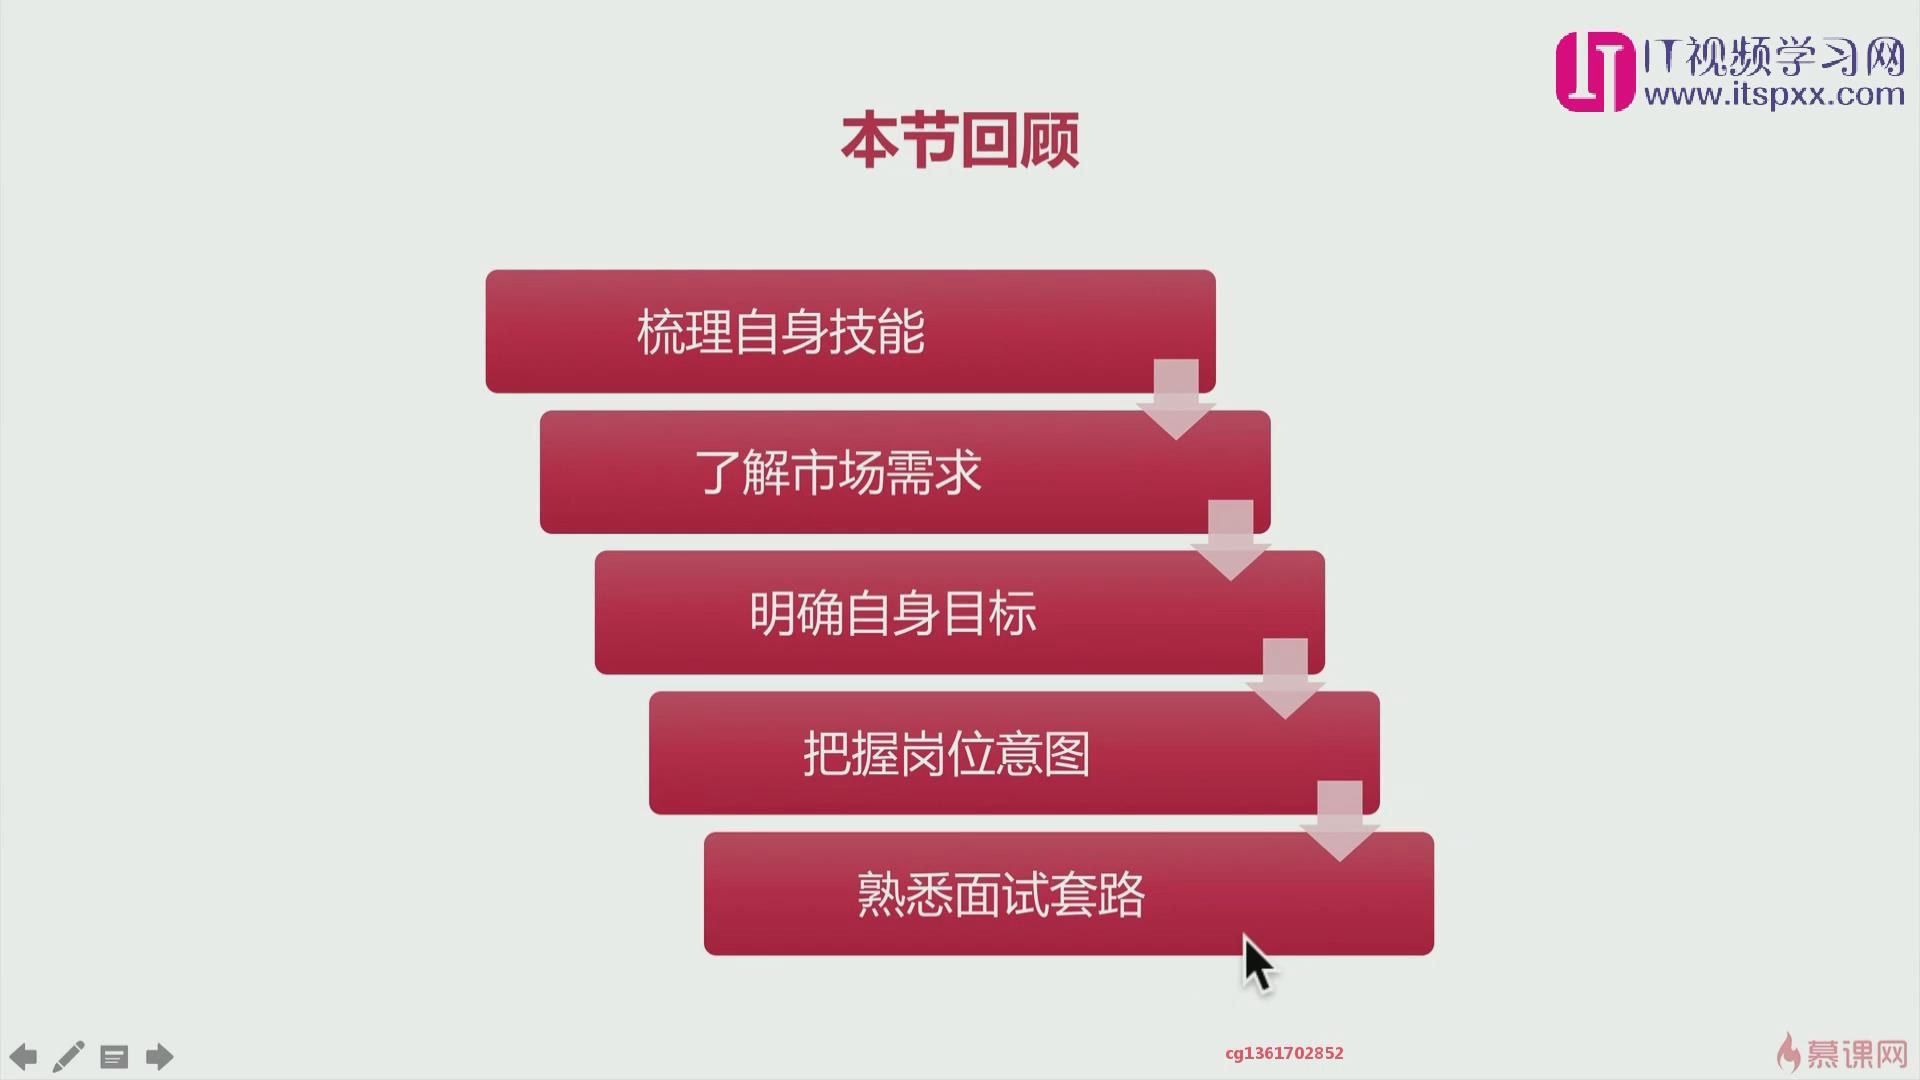 IT视频学习网
www.itspxx.com
本节回顾
梳理自身技能
了解市场需求
明确自身目标
把握岗位意图
熟悉面试套路
cg1361702852
慕课网